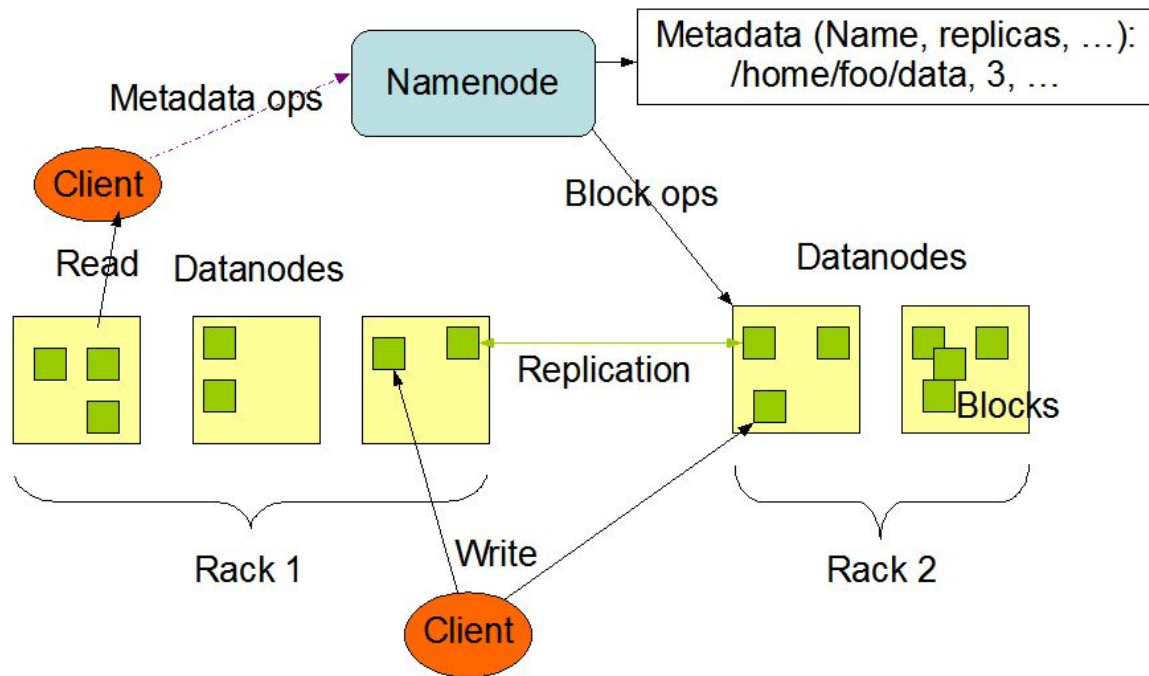 Metadata (Name, replicas, …):
/home/foo/data, 3, …
Namenode
Metadata ops
Client
Block ops
Read
Datanodes
Datanodes
Replication
Blocks
Rack 1
Write
Rack 2
Client